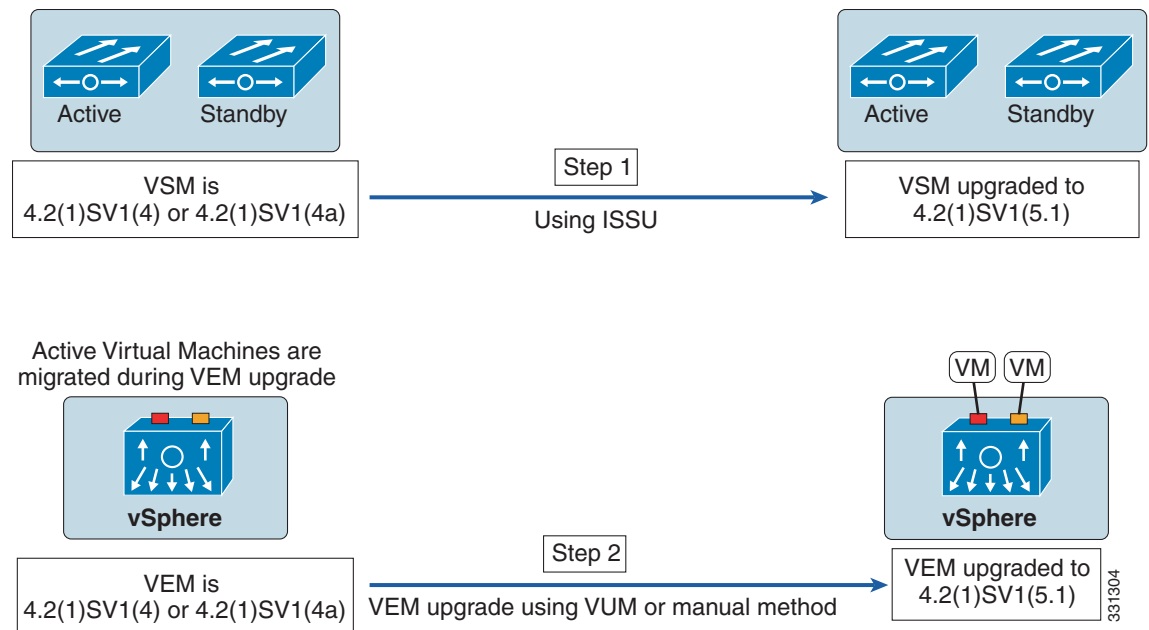 Active
Standby
VSM is
4.2(1)SV1(4) or 4.2(1)SV1(4a)
Step 1
Using ISSU
Active
Standby
VSM upgraded to
4.2(1)SV1(5.1)
Active Virtual Machines are
migrated during VEM upgrade
vSphere
VEM is
4.2(1)SV1(4) or 4.2(1)SV1(4a)
Step 2
VEM upgrade using VUM or manual method
VM
VM
vSphere
VEM upgraded to
4.2(1)SV1(5.1)
331304